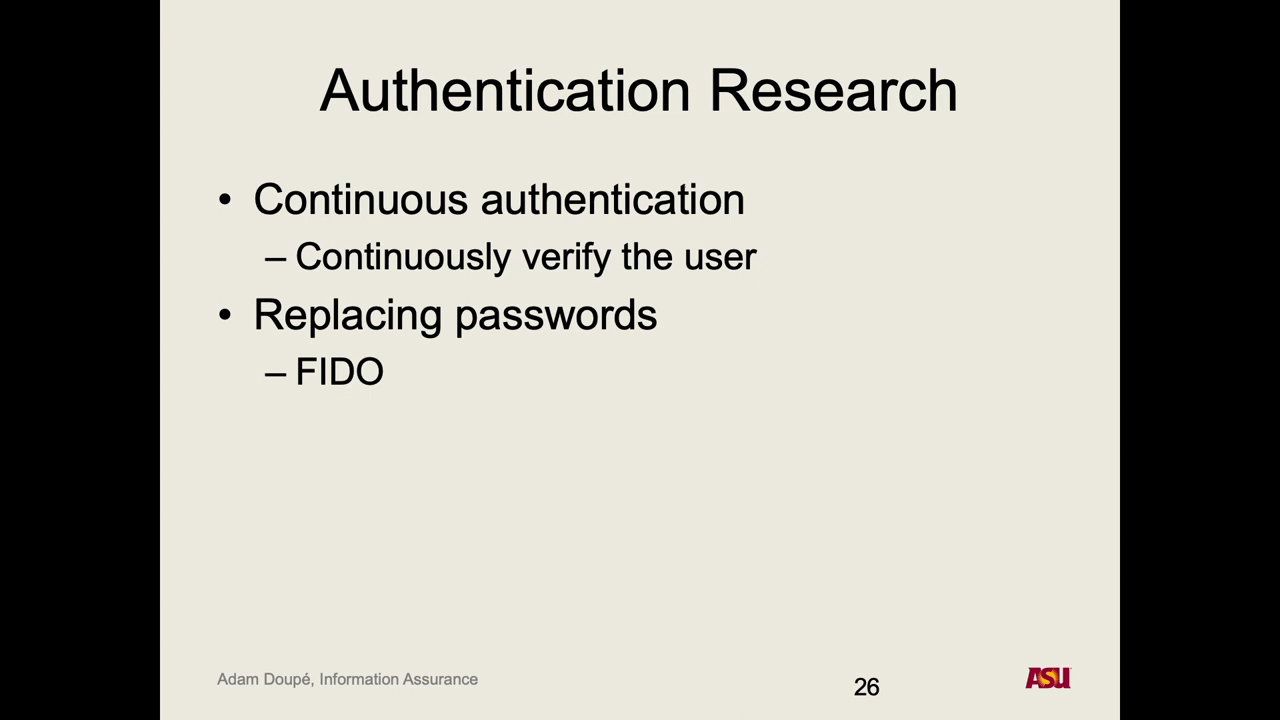 Authentication Research
• Continuous authentication
– Continuously verify the user
• Replacing passwords
– FIDO
Adam Doupé, Information Assurance
26
ASU